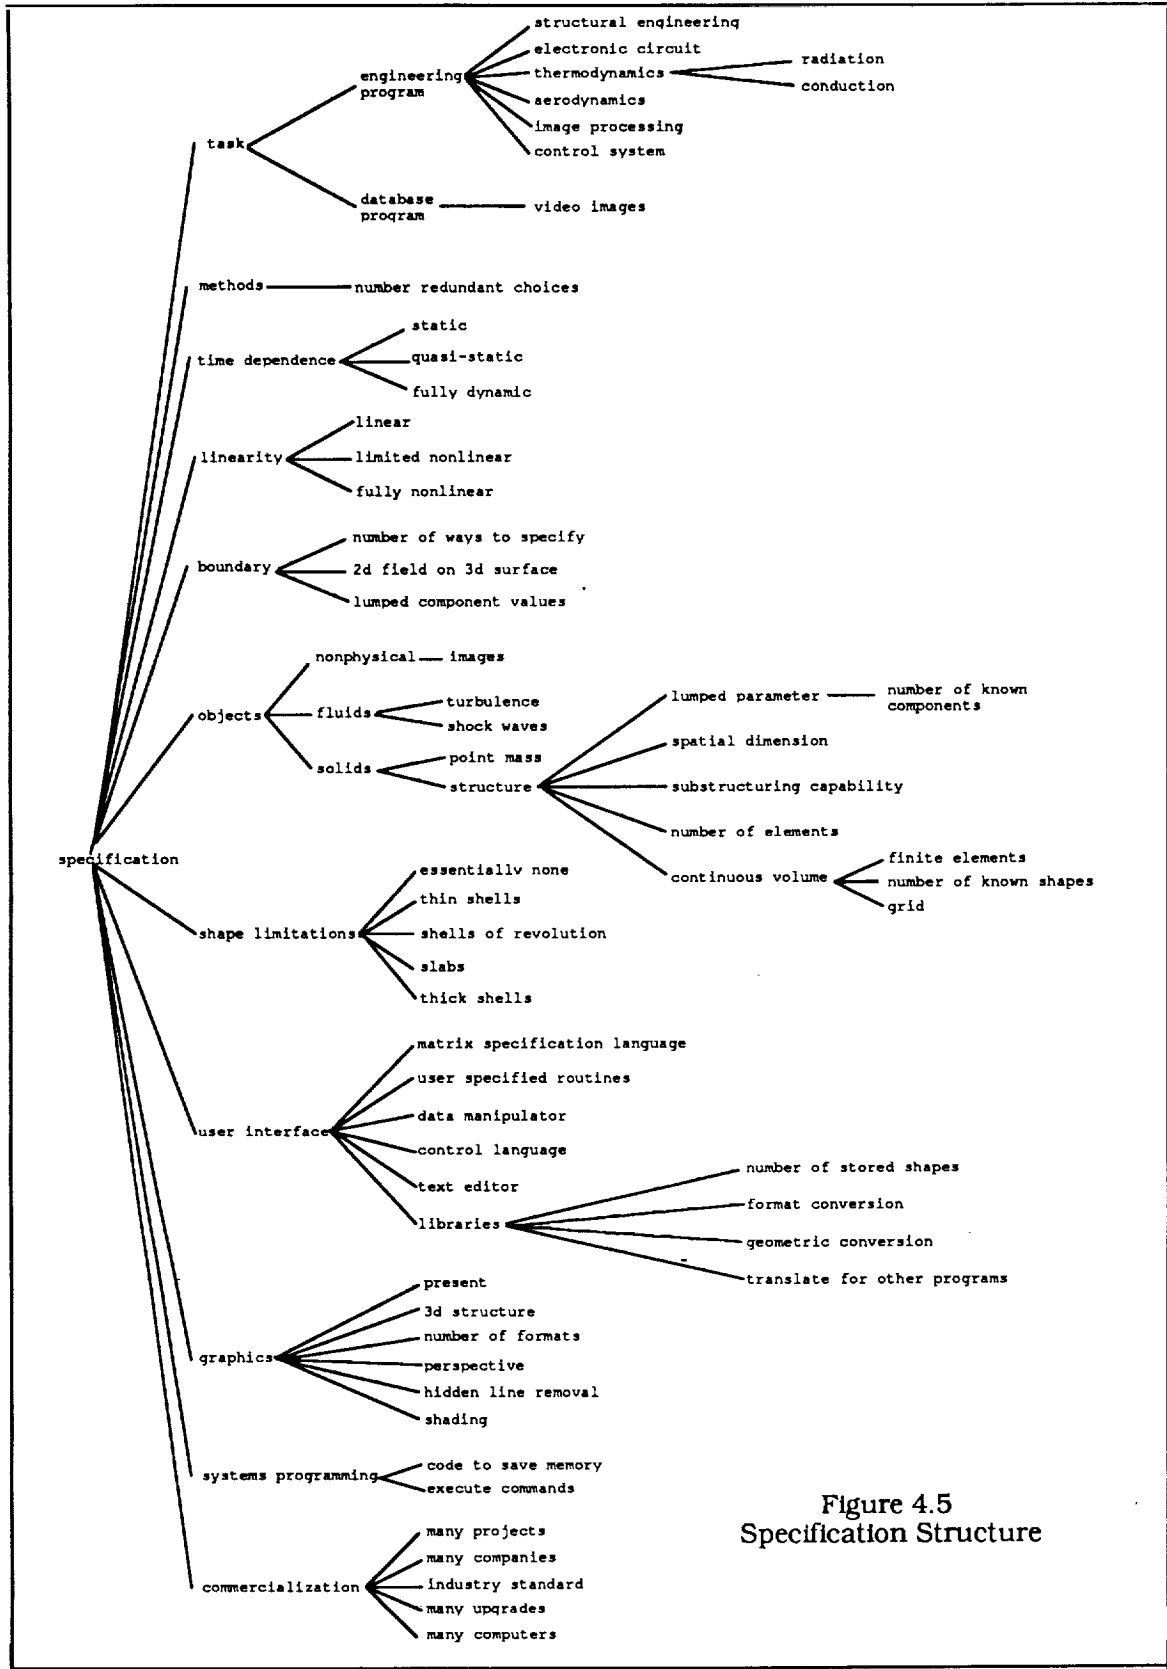 structural engineering
electronic circuit
thermodynamics
radiation
conduction
engineering
program
aerodynamics
image processing
control system
task
database
program
video images
methods
number redundant choices
static
time dependence
quasi-static
fully dynamic
linear
linearity
limited nonlinear
fully nonlinear
number of ways to specify
boundary
2d field on 3d surface
lumped component values
nonphysical
images
objects
fluids
turbulence
shock waves
solids
point mass
structure
lumped parameter
number of known
components
spatial dimension
substructuring capability
number of elements
continuous volume
finite elements
number of known shapes
grid
specification
essentially none
thin shells
shape limitations
shells of revolution
slabs
thick shells
matrix specification language
user specified routines
data manipulator
user interface
control language
text editor
libraries
number of stored shapes
format conversion
geometric conversion
translate for other programs
present
3d structure
number of formats
graphics
perspective
hidden line removal
shading
systems programming
code to save memory
execute commands
many projects
many companies
commercialization
industry standard
many upgrades
many computers
Figure 4.5
Specification Structure